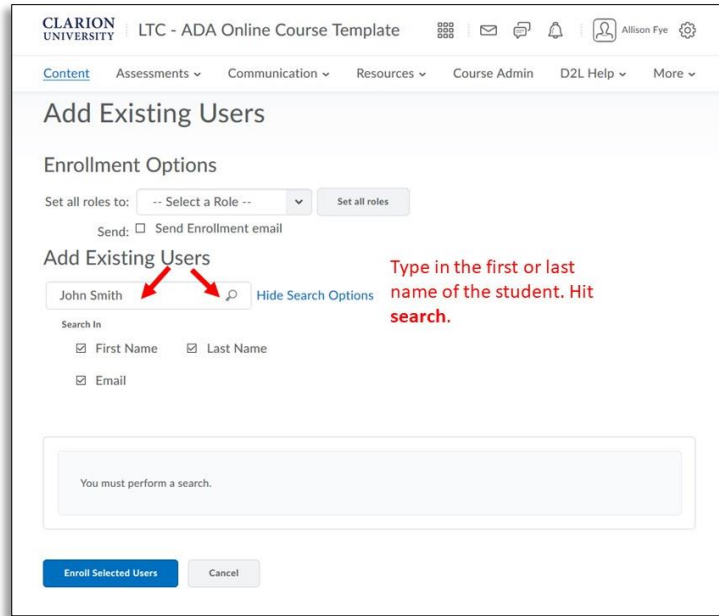 CLARION UNIVERSITY LTC - ADA Online Course Template Allison Fye
Content Assessments Communication Resources Course Admin D2L Help More
Add Existing Users
Enrollment Options
Set all roles to: -- Select a Role -- Set all roles
Send: Send Enrollment email
Add Existing Users
John Smith Hide Search Options
Type in the first or last
name of the student. Hit
search.
Search In
First Name Last Name
Email
You must perform a search.
Enroll Selected Users Cancel